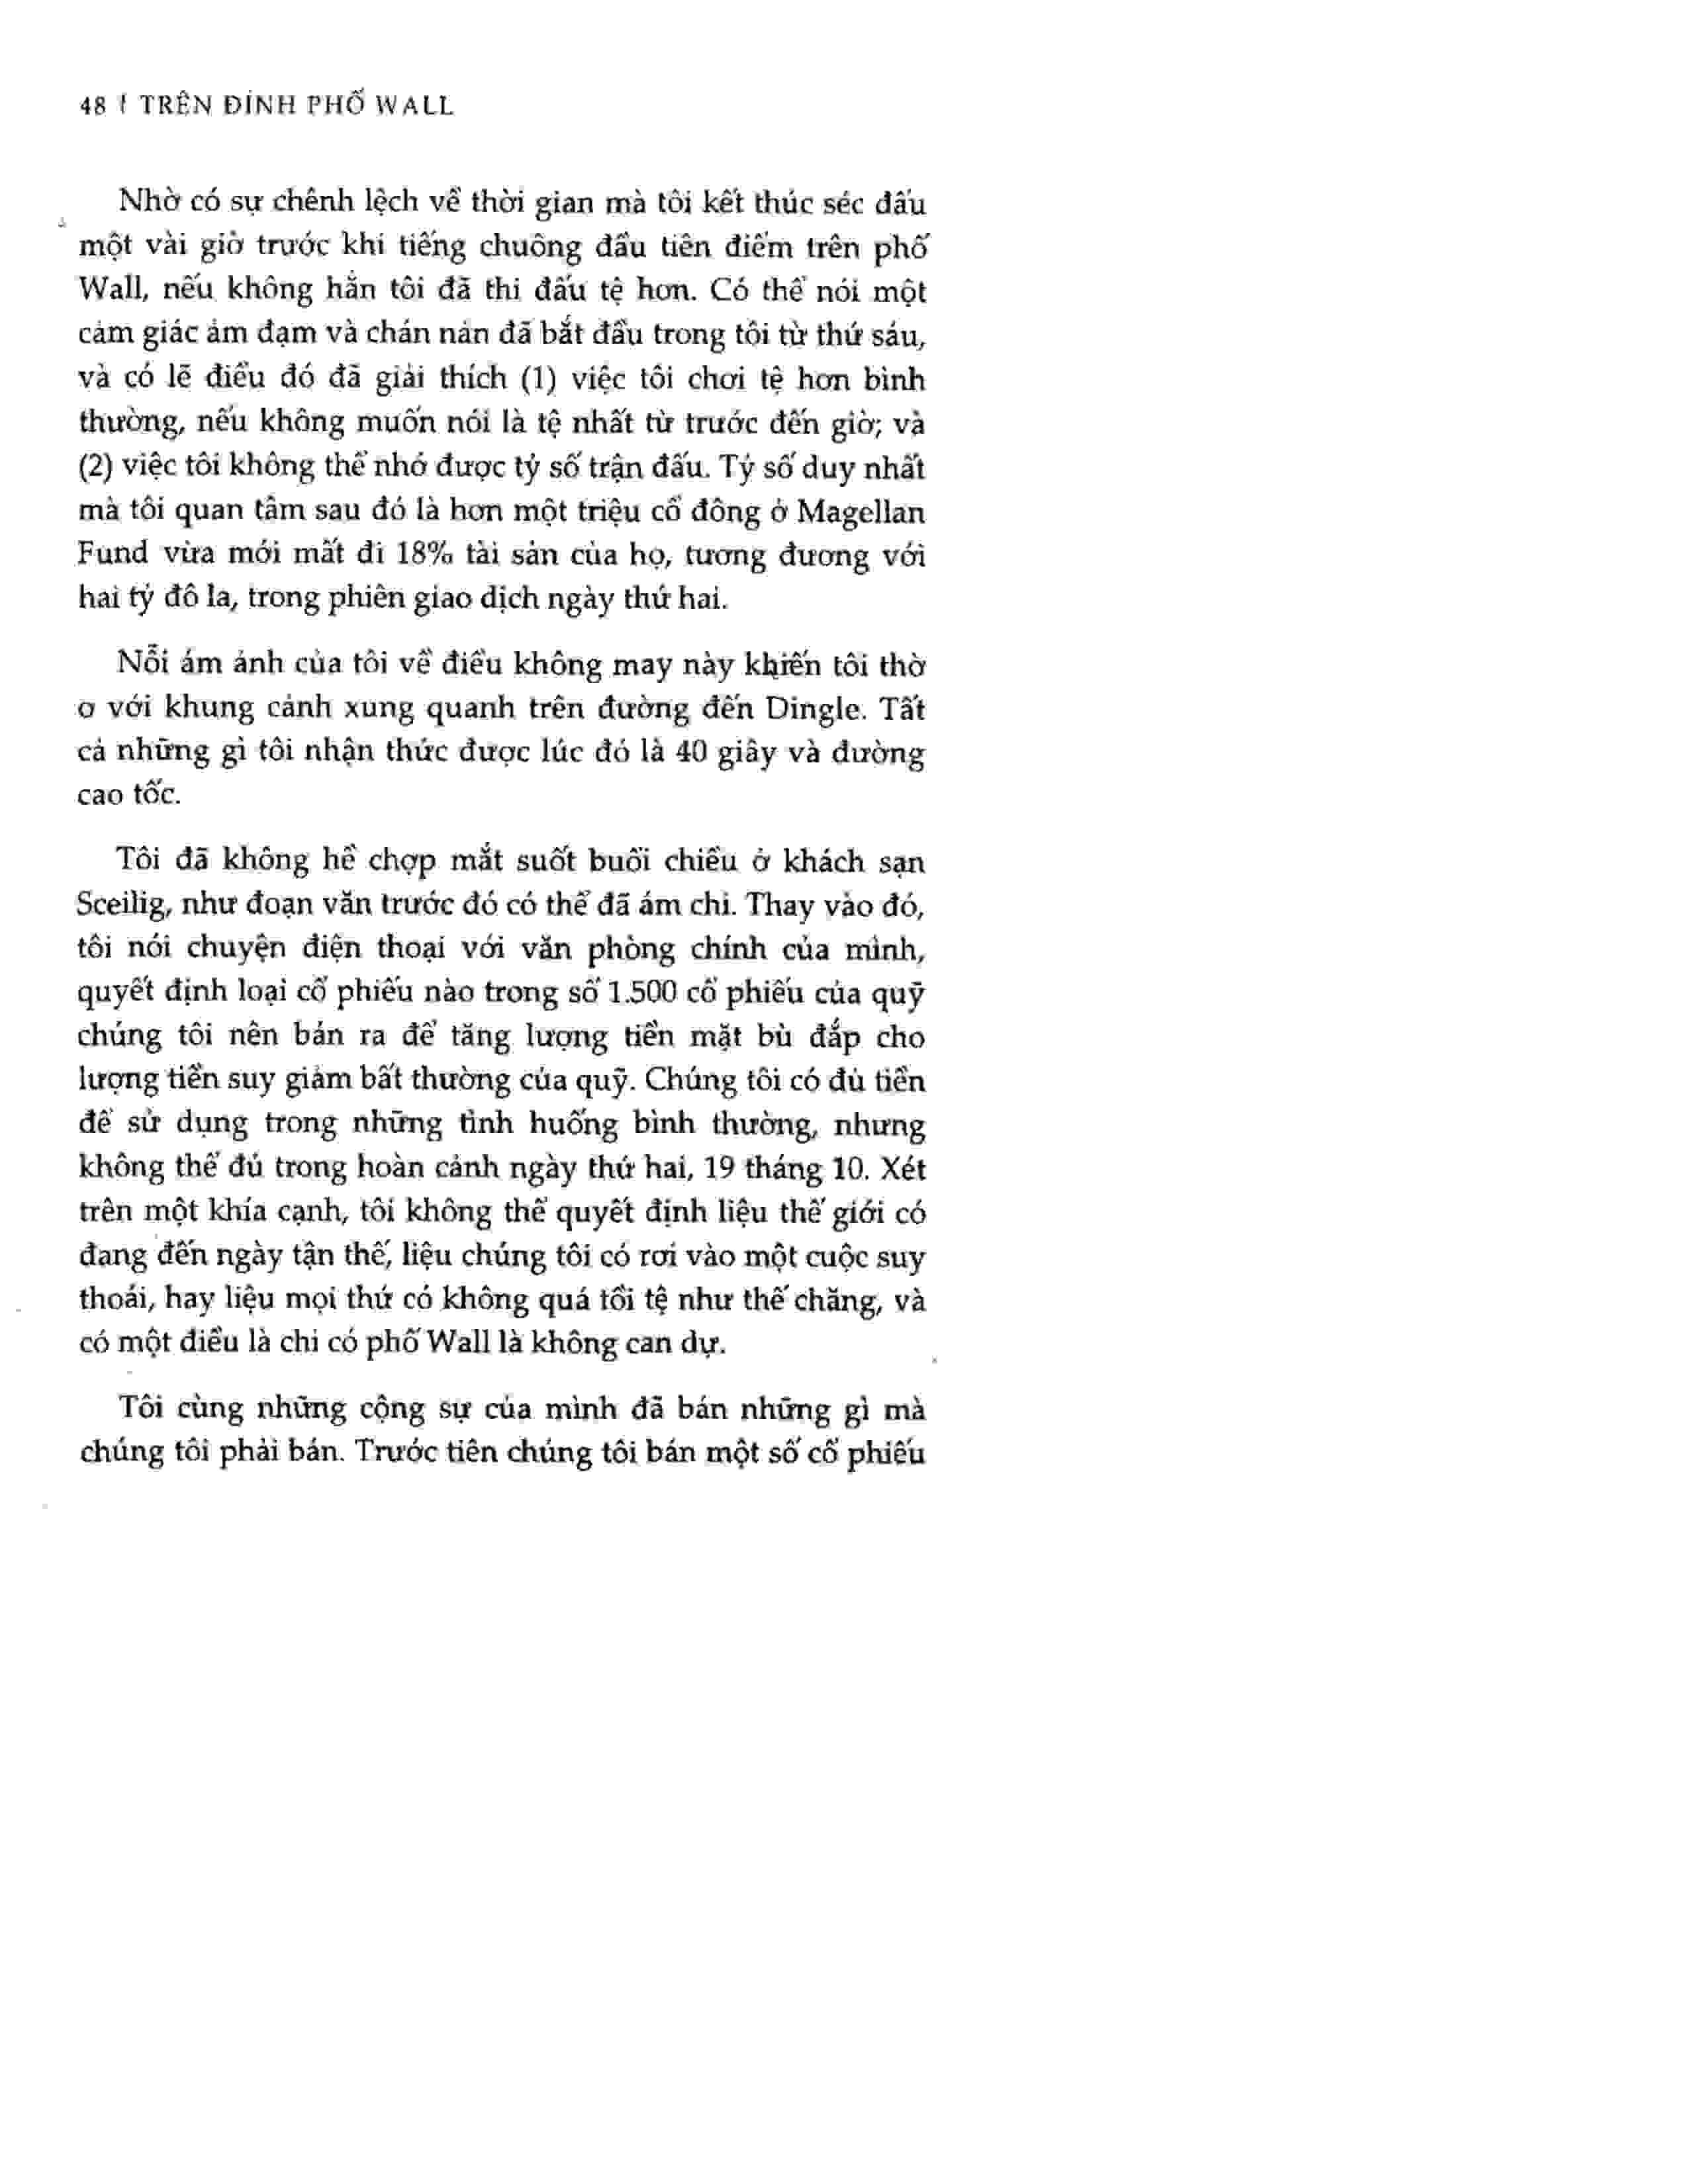 48 | TRÊN ĐỈNH PHỐ WALL
Nhờ có sự chênh lệch về thời gian mà tôi kết thúc séc đấu
một vài giờ trước khi tiếng chuông đầu tiên điểm trên phố
Wall, nếu không hẳn tôi đã thi đấu tệ hơn. Có thể nói một
cảm giác ảm đạm và chán nản đã bắt đầu trong tôi từ thứ sáu,
và có lẽ điều đó đã giải thích (1) việc tôi chơi tệ hơn bình
thường, nếu không muốn nói là tệ nhất từ trước đến giờ; và
(2) việc tôi không thể nhớ được tỷ số trận đấu. Tỷ số duy nhất
mà tôi quan tâm sau đó là hơn một triệu cổ đông ở Magellan
Fund vừa mới mất đi 18% tài sản của họ, tương đương với
hai tỷ đô la, trong phiên giao dịch ngày thứ hai.
Nỗi ám ảnh của tôi về điều không may này khiến tôi thờ
ơ với khung cảnh xung quanh trên đường đến Dingle. Tất
cả những gì tôi nhận thức được lúc đó là 40 giây và đường
cao tốc.
Tôi đã không hề chợp mắt suốt buổi chiều ở khách sạn
Sceilig, như đoạn văn trước đó có thể đã ám chỉ. Thay vào đó,
tôi nói chuyện điện thoại với văn phòng chính của mình,
quyết định loại cổ phiếu nào trong số 1.500 cổ phiếu của quỹ
chúng tôi nên bán ra để tăng lượng tiền mặt bù đắp cho
lượng tiền suy giảm bất thường của quỹ. Chúng tôi có đủ tiền
để sử dụng trong những tình huống bình thường, nhưng
không thể đủ trong hoàn cảnh ngày thứ hai, 19 tháng 10. Xét
trên một khía cạnh, tôi không thể quyết định liệu thế giới có
đang đến ngày tận thế, liệu chúng tôi có rơi vào một cuộc suy
thoái, hay liệu mọi thứ có không quá tồi tệ như thế chăng, và
có một điều là chỉ có phố Wall là không can dự.
Tôi cùng những cộng sự của mình đã bán những gì mà
chúng tôi phải bán. Trước tiên chúng tôi bán một số cổ phiếu